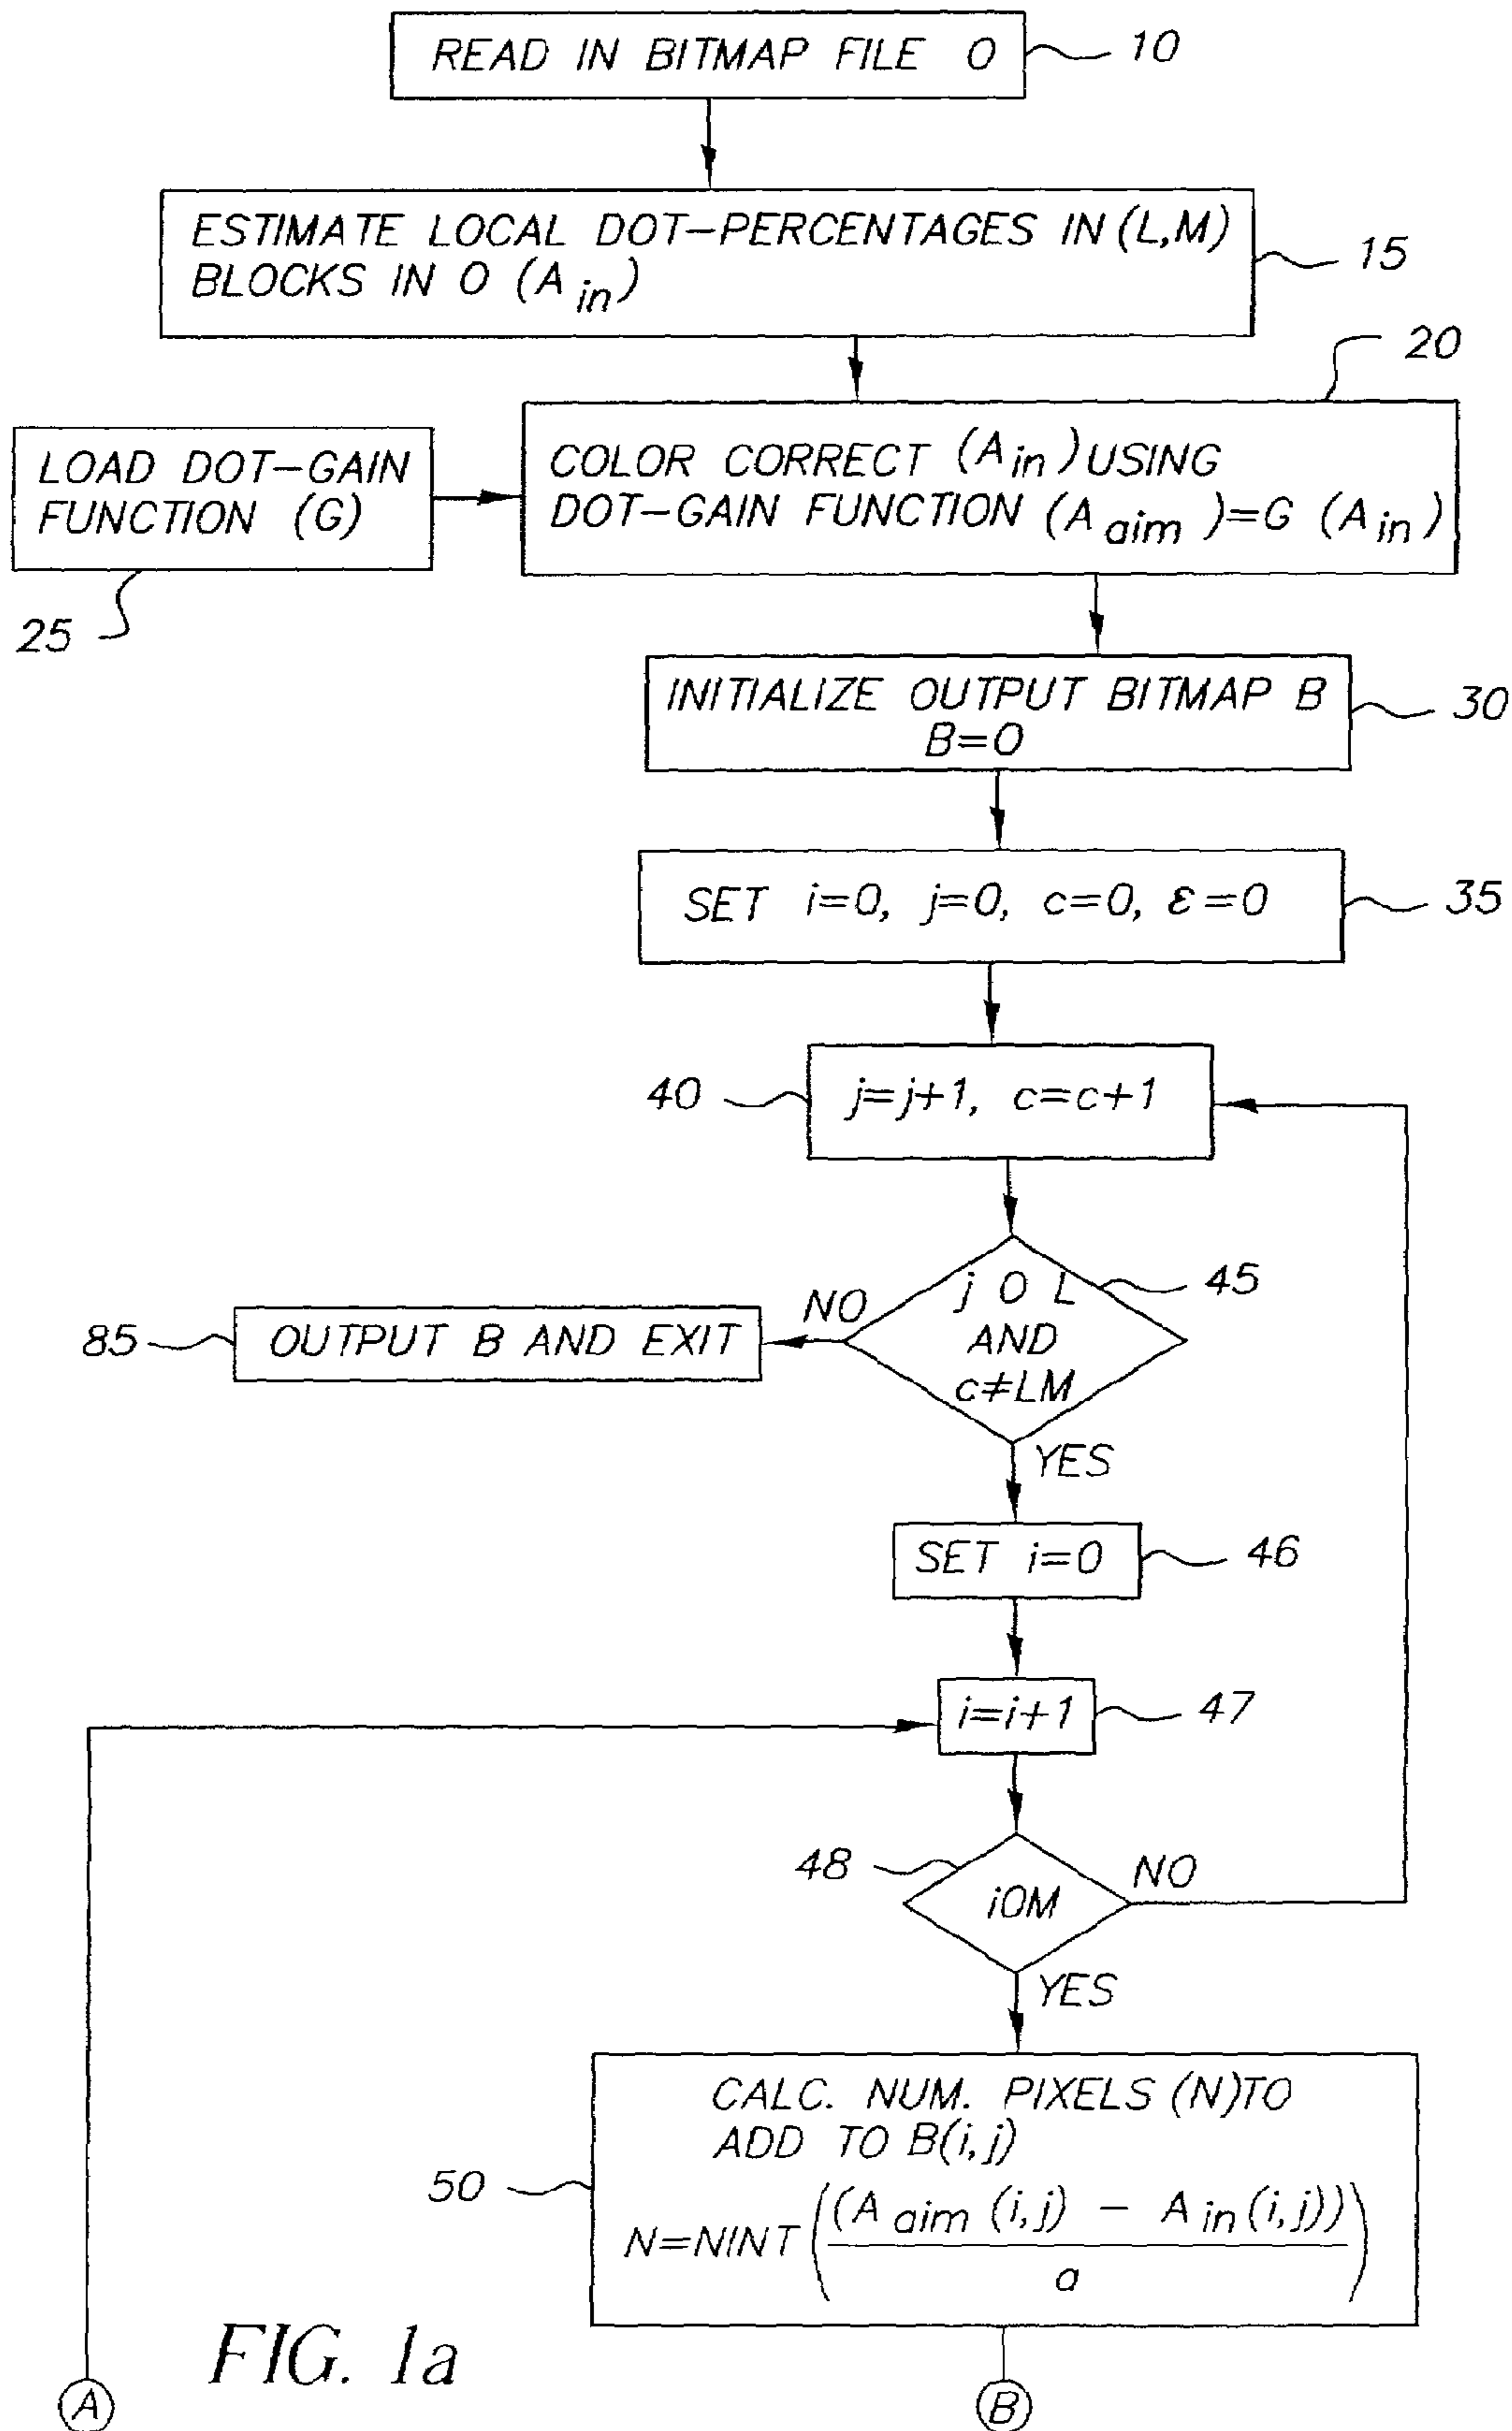 READ IN BITMAP FILE O
10
ESTIMATE LOCAL DOT-PERCENTAGES IN (L,M)
BLOCKS IN O (A in)
15
20
COLOR CORRECT (A in) USING
DOT-GAIN FUNCTION (A aim)=G (A in)
LOAD DOT-GAIN
FUNCTION (G)
25
INITIALIZE OUTPUT BITMAP B
B=0
30
SET i=0, j=0, c=0, ε=0
35
40
j=j+1, c=c+1
j O L
AND
c≠LM
45
NO
85
OUTPUT B AND EXIT
YES
SET i=0
46
i=i+1
47
48
iOM
NO
YES
CALC. NUM. PIXELS (N)TO
ADD TO B(i,j)
50
N=NINT ( (A aim (i,j) - A in (i,j)) / a )
FIG. 1a
A
B